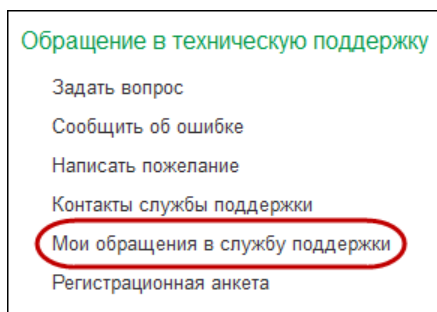 Обращение в техническую поддержку
Задать вопрос
Сообщить об ошибке
Написать пожелание
Контакты службы поддержки
Мои обращения в службу поддержки
Регистрационная анкета